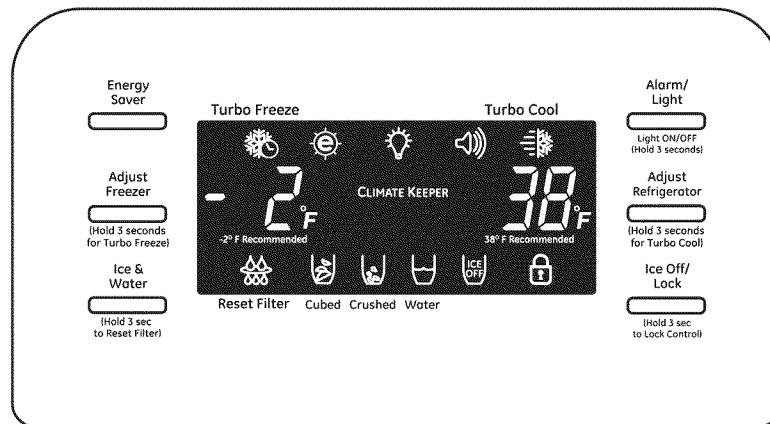 Energy
Saver
Turbo Freeze
Turbo Cool
Alarm/
Light
Light ON/OFF
(Hold 3 seconds)
e
Adjust
Freezer
(Hold 3 seconds
for Turbo Freeze)
- 2°F
-2° F Recommended
CLIMATE KEEPER
38°F
38° F Recommended
Adjust
Refrigerator
(Hold 3 seconds
for Turbo Cool)
Ice &
Water
(Hold 3 sec
to Reset Filter)
ICE
OFF
Reset Filter
Cubed
Crushed
Water
Ice Off/
Lock
(Hold 3 sec
to Lock Control)